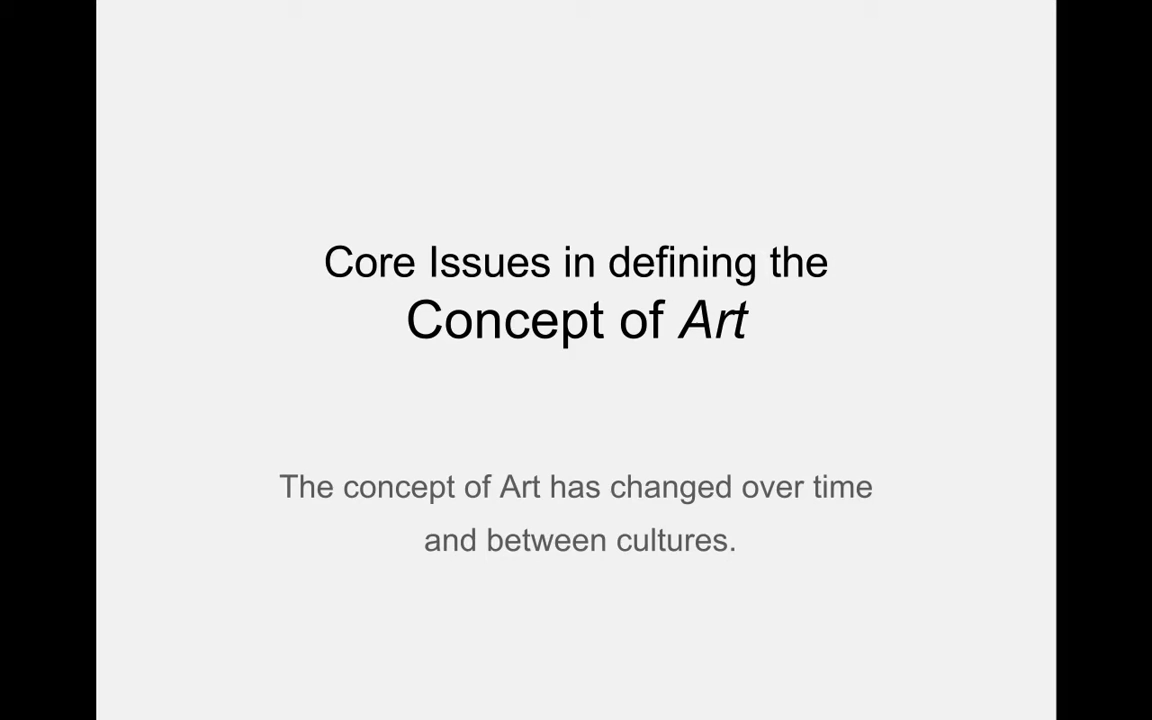 Core Issues in defining the
Concept of Art
The concept of Art has changed over time
and between cultures.